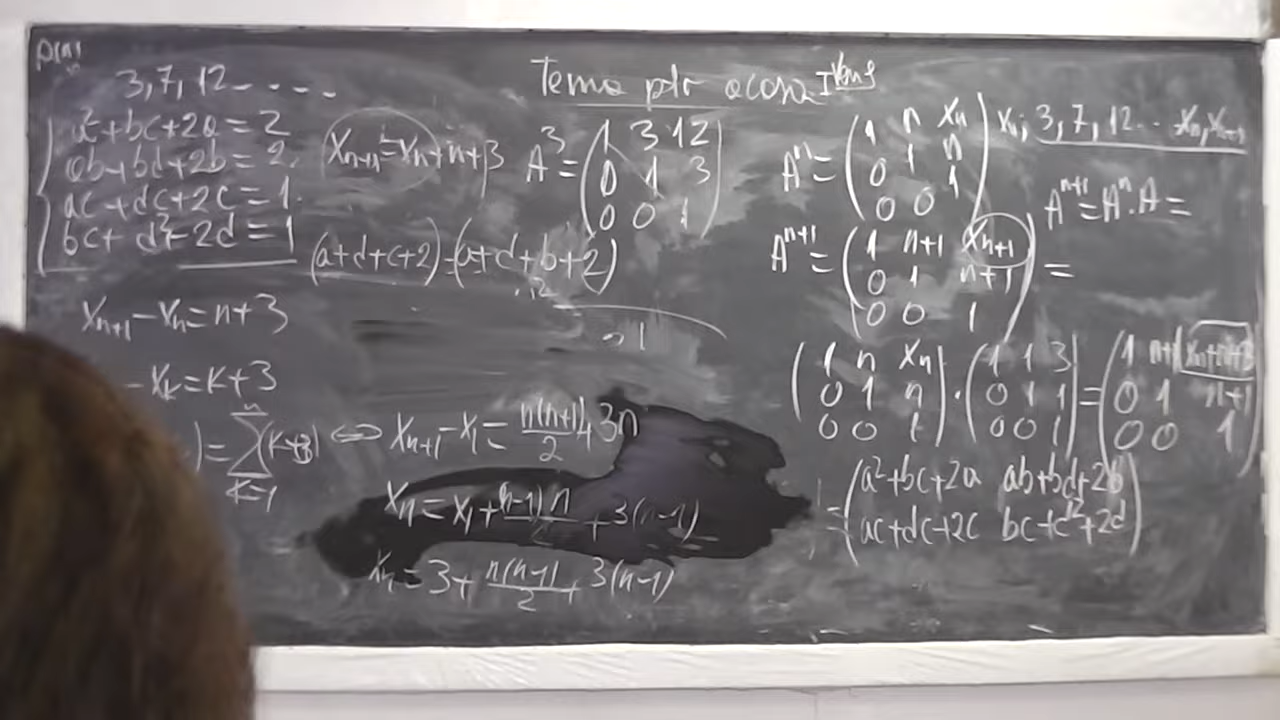 P(n)
3, 7, 12 - . . . .
Tema ptr acasa
a²+bc+2a=2
ab+bd+2b=2
ac+dc+2c=1
bc+d²+2d=1
(xₙ₊₁=xₙ+n+3
A³=(1 3 12
0 1 3
0 0 1)
(a+d+c+2)=(a+d+b+2)
xₙ₊₁-xₙ=n+3
-xₖ=k+3
)=∑ⁿₖ₌₁(k+3) ⇔ xₙ₊₁-x₁=n(n+1)/2+3n
xₙ=x₁+(n-1)n/2+3(n-1)
xₙ=3+n(n-1)/2+3(n-1)
Aⁿ=(1 n xₙ
0 1 n
0 0 1)
xₙ; 3, 7, 12... xₙ, xₙ₊₁
Aⁿ⁺¹=Aⁿ.A=
Aⁿ⁺¹=(1 n+1 xₙ₊₁
0 1 n+1
0 0 1)=
(1 n xₙ
0 1 n
0 0 1)·(1 1 3
0 1 1
0 0 1)=(1 n+1 xₙ+n+3
0 1 n+1
0 0 1)
=(a²+bc+2a ab+bd+2b
ac+dc+2c bc+d²+2d)